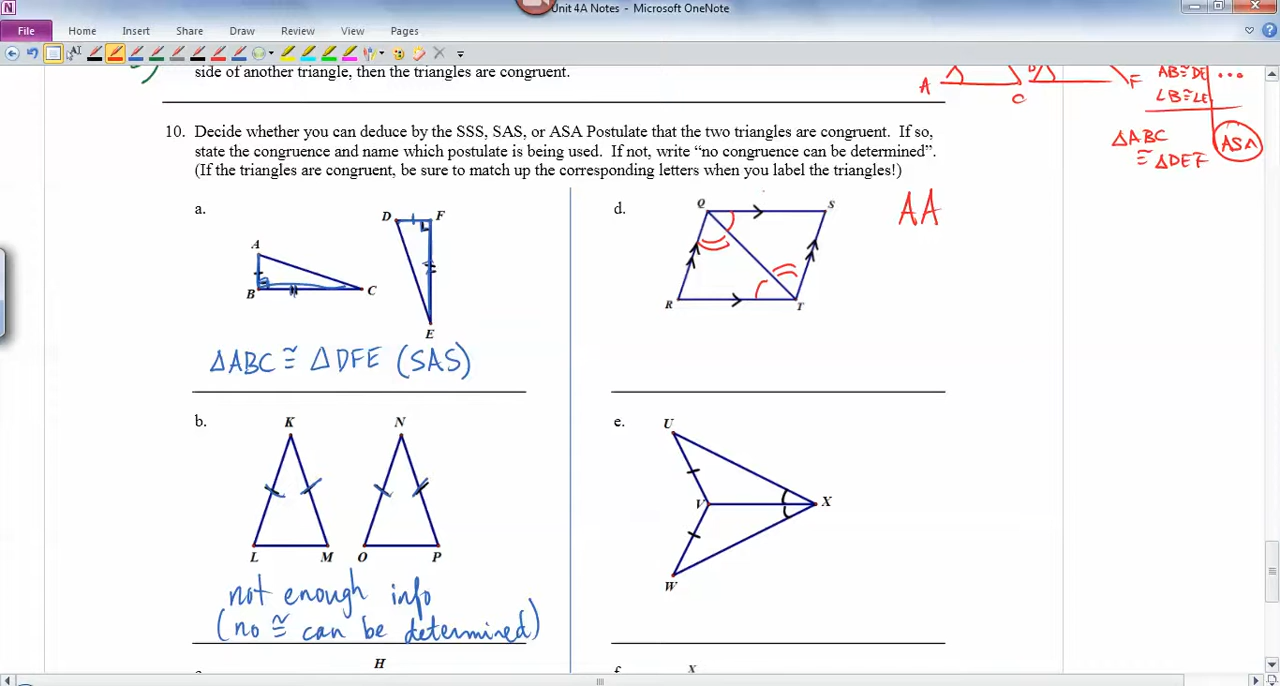 Unit 4A Notes - Microsoft OneNote
File Home Insert Share Draw Review View Pages
side of another triangle, then the triangles are congruent.
A C F
AB≅DE ...
∠B≅∠E
△ABC
≅△DEF
ASA
10. Decide whether you can deduce by the SSS, SAS, or ASA Postulate that the two triangles are congruent. If so,
state the congruence and name which postulate is being used. If not, write “no congruence can be determined”.
(If the triangles are congruent, be sure to match up the corresponding letters when you label the triangles!)
a.
D F
A
B C
E
△ABC ≅ △DFE (SAS)
b.
K N
L M O P
not enough info
(no ≅ can be determined)
H
d.
Q S
R T
AA
e.
U
V X
W
f.
X